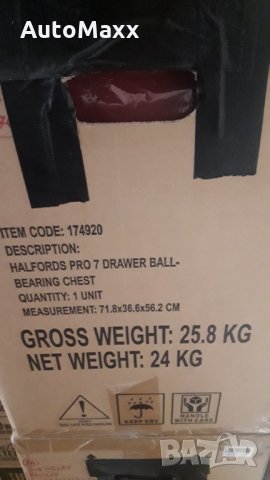 AutoMaxx
ITEM CODE: 174920
DESCRIPTION:
HALFORDS PRO 7 DRAWER BALL-
BEARING CHEST
QUANTITY: 1 UNIT
MEASUREMENT: 71.8x36.6x56.2 CM
GROSS WEIGHT: 25.8 KG
NET WEIGHT: 24 KG
KEEP DRY
HANDLE
WITH CARE
bazar